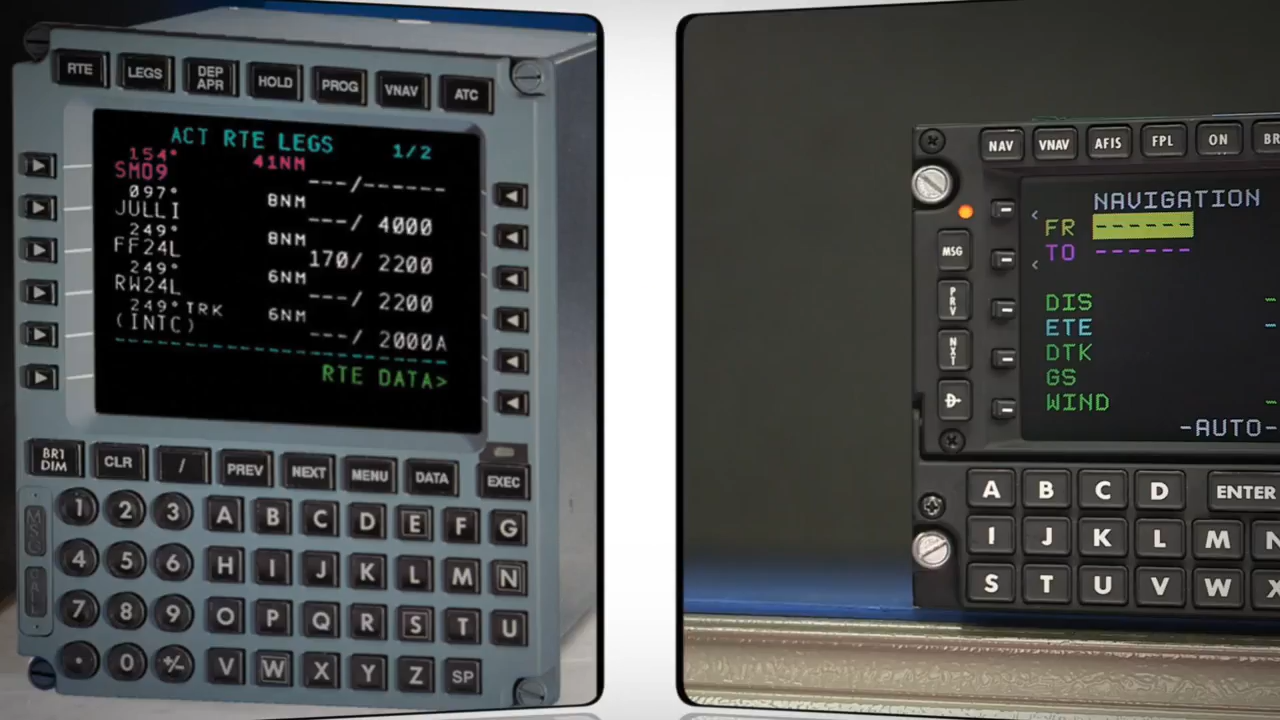 RTE LEGS DEP APR HOLD PROG VNAV ATC
ACT RTE LEGS 1/2
154° 41NM
SMO9 ---/------
097° 8NM
JULLI ---/ 4000
249° 8NM
FF24L 170/ 2200
249° 6NM
RW24L ---/ 2200
249°TRK 6NM
(INTC) ---/ 2000A
RTE DATA>
BRT DIM CLR / PREV NEXT MENU DATA EXEC
1 2 3 A B C D E F G
4 5 6 H I J K L M N
7 8 9 O P Q R S T U
. 0 +/- V W X Y Z SP
MSG
NAV VNAV AFIS FPL ON BR
NAVIGATION
FR ------
TO ------
DIS -
ETE -
DTK
GS
WIND -
-AUTO-
MSG
PRV
NXT
D
A B C D ENTER
I J K L M N
S T U V W X